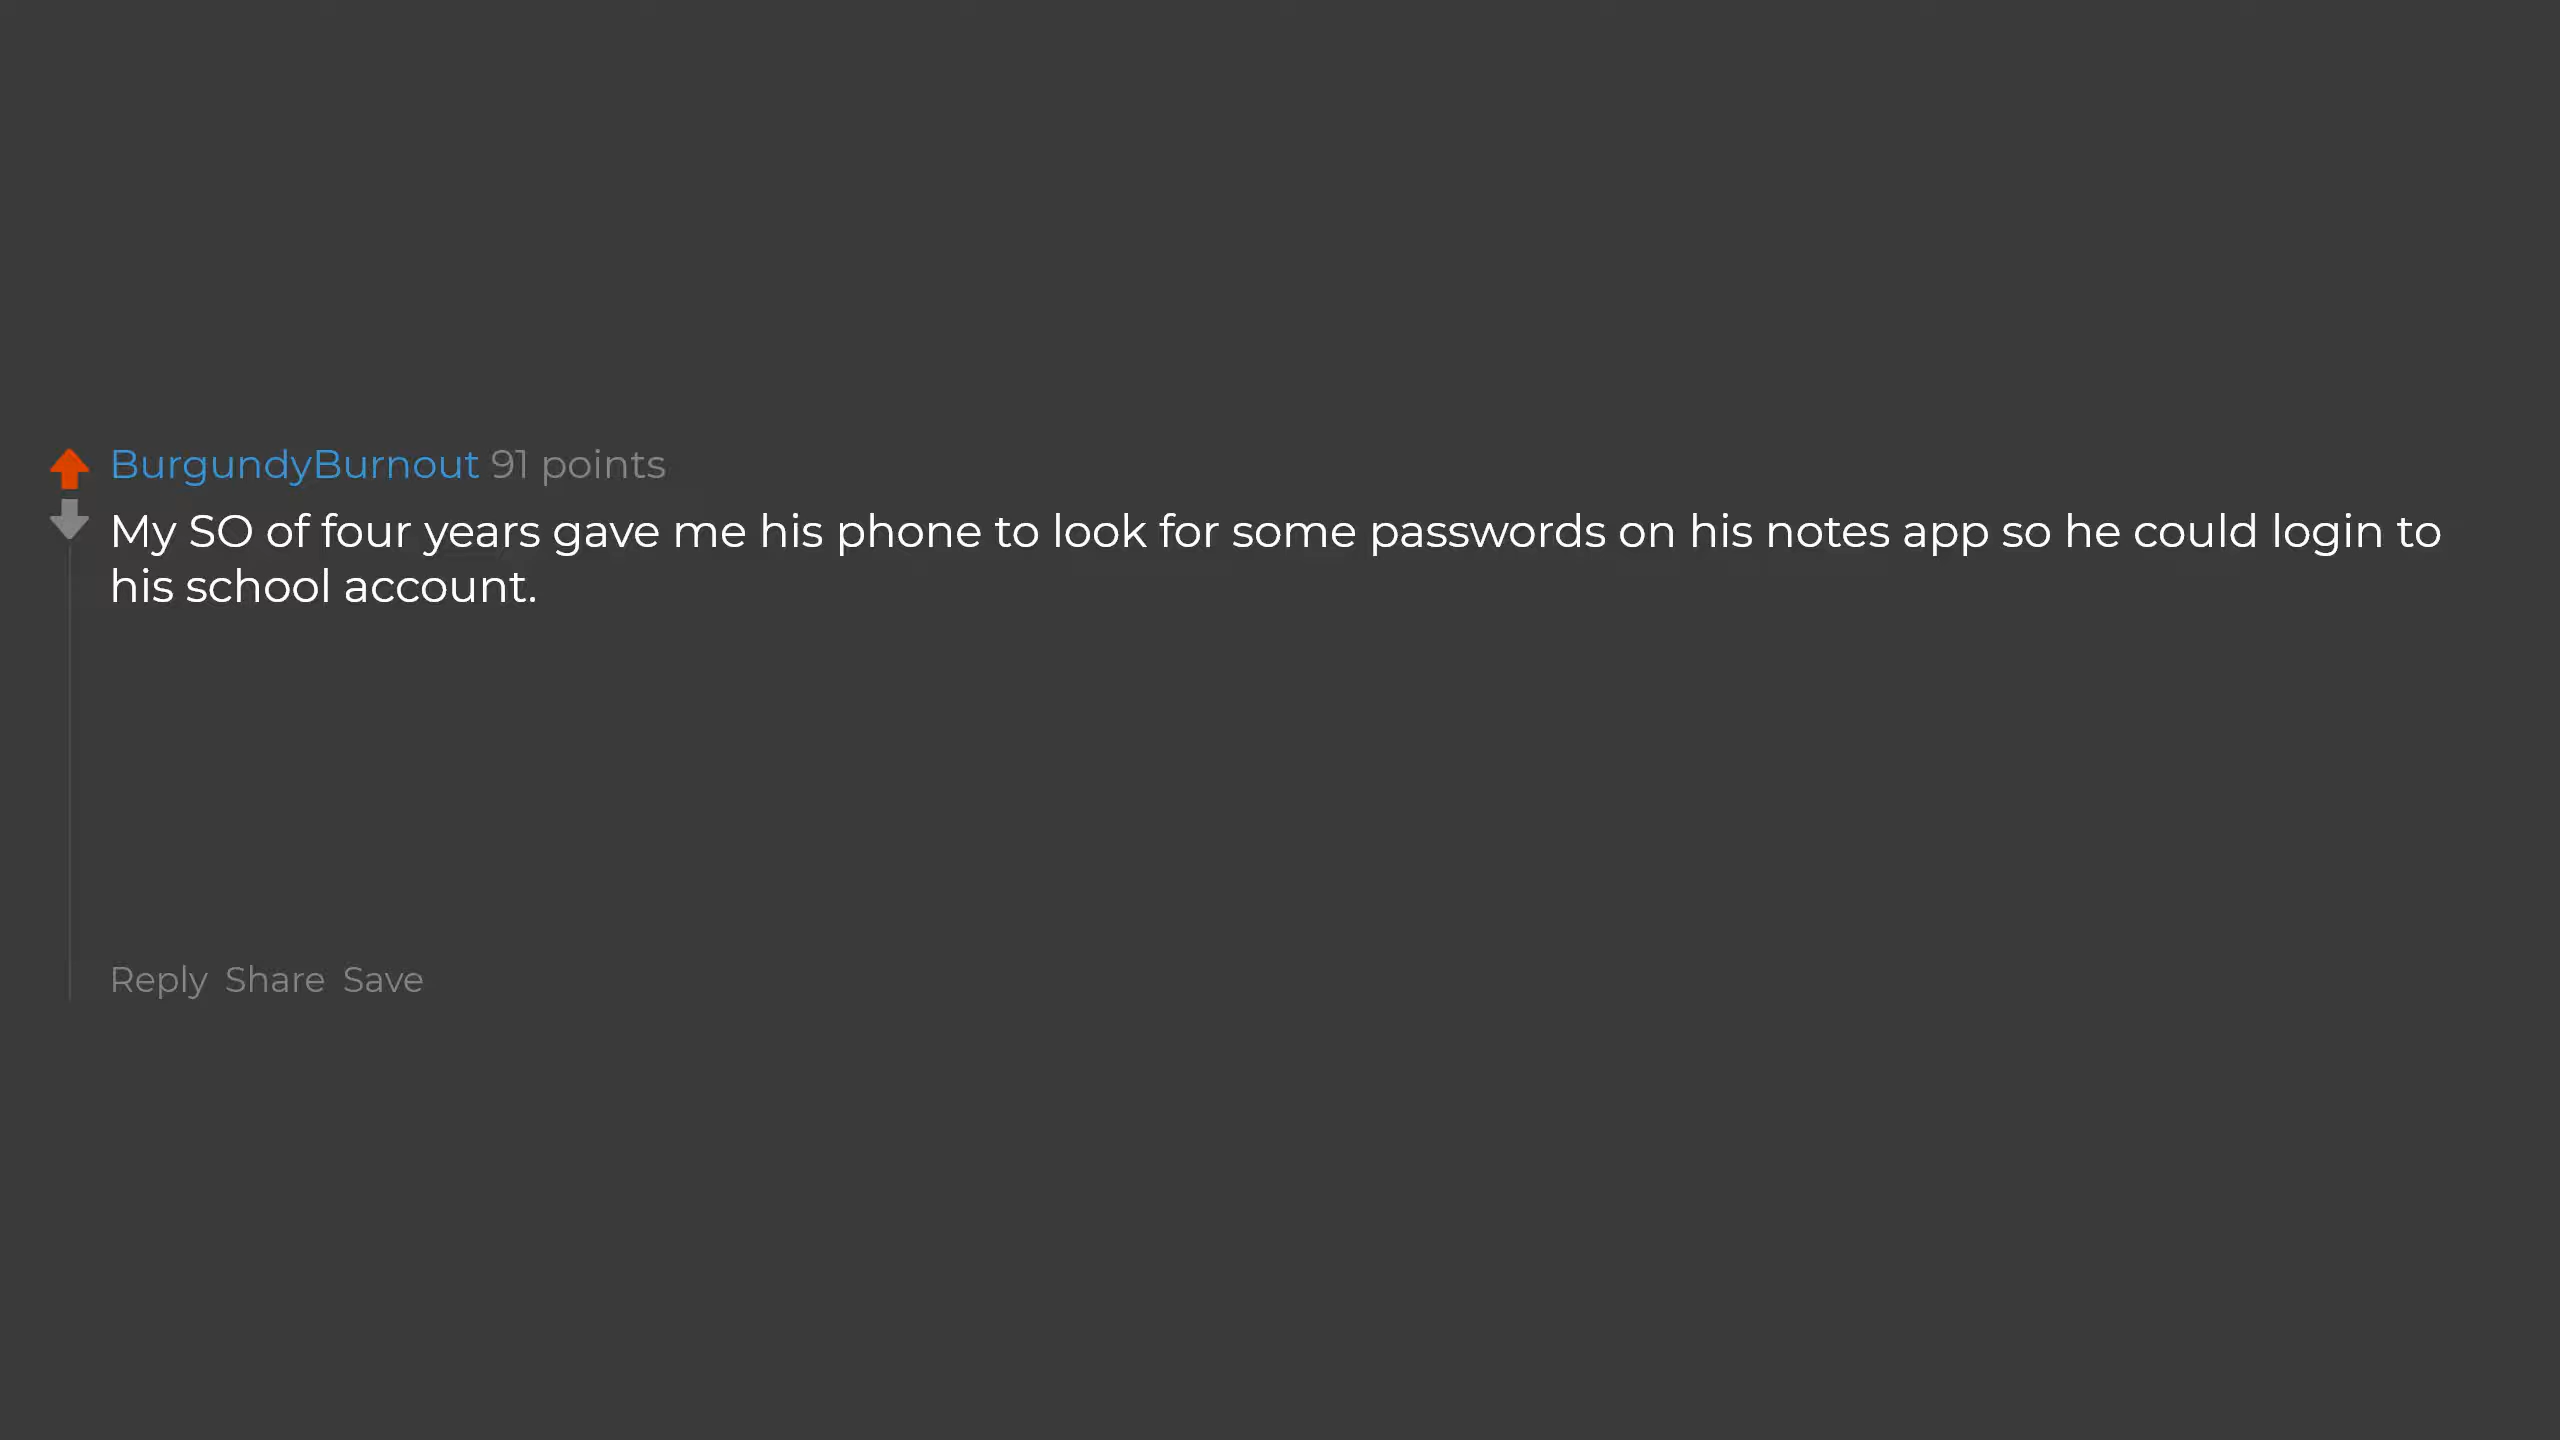 BurgundyBurnout 91 points
My SO of four years gave me his phone to look for some passwords on his notes app so he could login to
his school account.
Reply Share Save